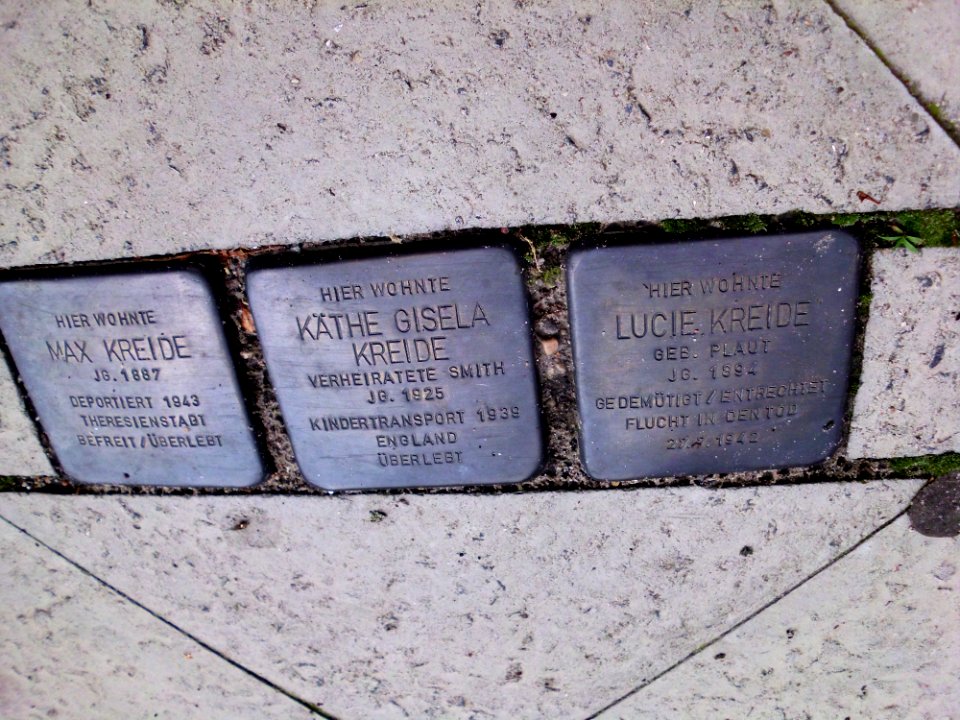 HIER WOHNTE
MAX KREIDE
JG. 1887
DEPORTIERT 1943
THERESIENSTADT
BEFREIT/ÜBERLEBT
HIER WOHNTE
KÄTHE GISELA
KREIDE
VERHEIRATETE SMITH
JG. 1925
KINDERTRANSPORT 1939
ENGLAND
ÜBERLEBT
HIER WOHNTE
LUCIE KREIDE
GEB. PLAUT
JG. 1894
GEDEMÜTIGT/ENTRECHTET
FLUCHT IN DEN TOD
1942